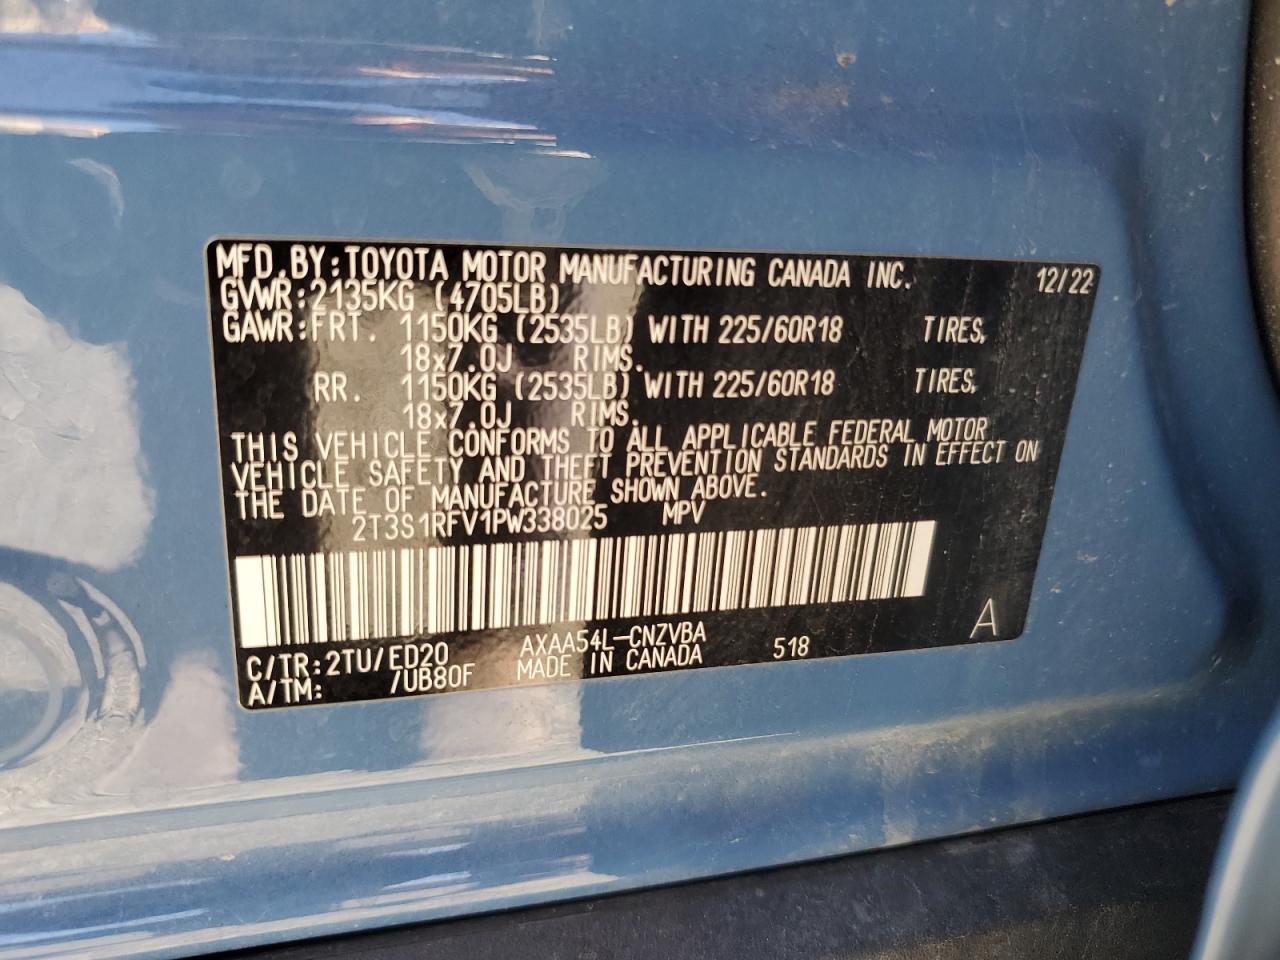 MFD.BY:TOYOTA MOTOR MANUFACTURING CANADA INC. 12/22
GVWR:2135KG (4705LB)
GAWR:FRT. 1150KG (2535LB) WITH 225/60R18 TIRES,
18x7.0J RIMS.
RR. 1150KG (2535LB) WITH 225/60R18 TIRES,
18x7.0J RIMS.
THIS VEHICLE CONFORMS TO ALL APPLICABLE FEDERAL MOTOR
VEHICLE SAFETY AND THEFT PREVENTION STANDARDS IN EFFECT ON
THE DATE OF MANUFACTURE SHOWN ABOVE.
2T3S1RFV1PW338025 MPV
A
C/TR:2TU/ED20 AXAA54L-CNZVBA 518
A/TM: /UB80F MADE IN CANADA